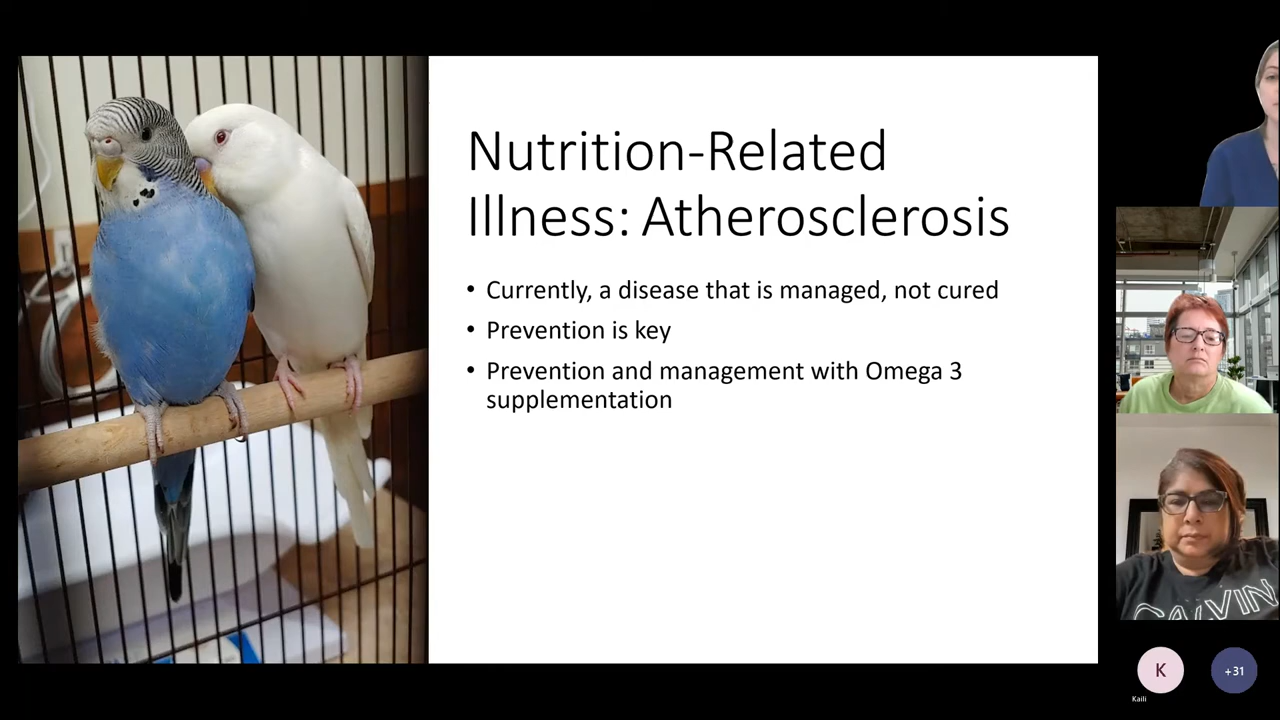 Nutrition-Related
Illness: Atherosclerosis
• Currently, a disease that is managed, not cured
• Prevention is key
• Prevention and management with Omega 3
supplementation
CALVIN
K
+31
Kaili